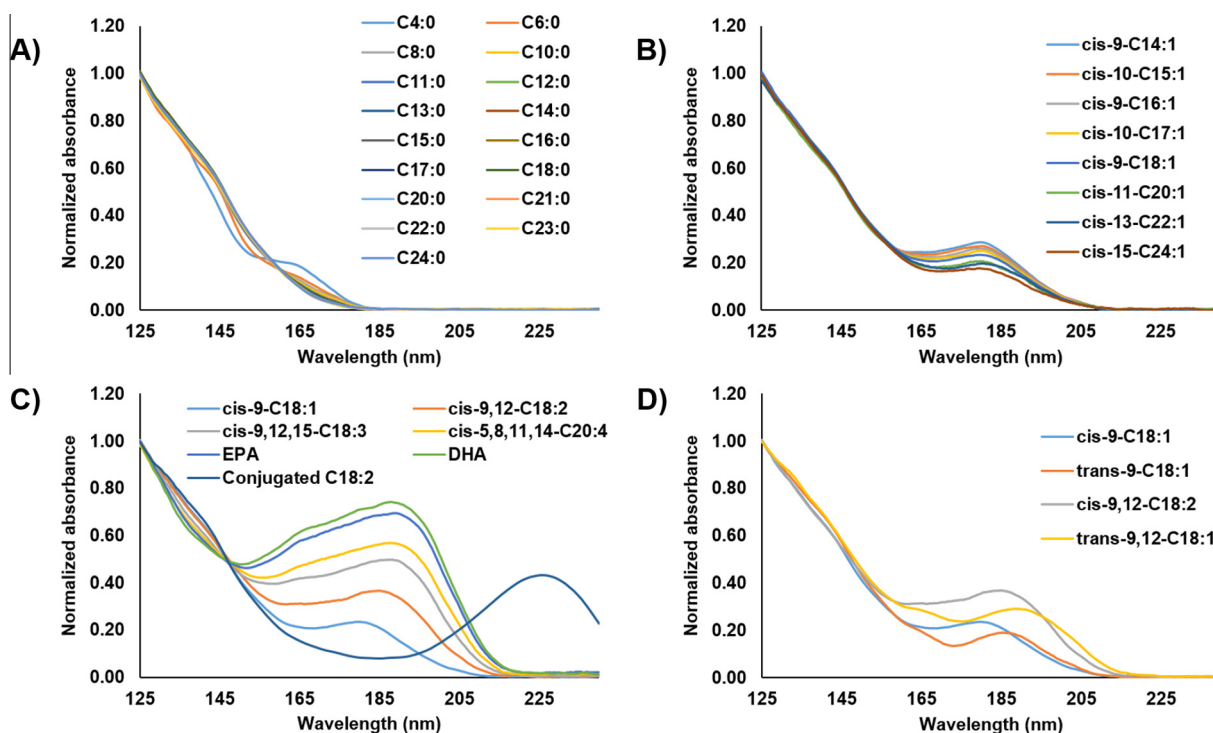 A)
Normalized absorbance
1.20
1.00
0.80
0.60
0.40
0.20
0.00
125 145 165 185 205 225
Wavelength (nm)
C4:0 C6:0
C8:0 C10:0
C11:0 C12:0
C13:0 C14:0
C15:0 C16:0
C17:0 C18:0
C20:0 C21:0
C22:0 C23:0
C24:0
B)
Normalized absorbance
1.20
1.00
0.80
0.60
0.40
0.20
0.00
125 145 165 185 205 225
Wavelength (nm)
cis-9-C14:1
cis-10-C15:1
cis-9-C16:1
cis-10-C17:1
cis-9-C18:1
cis-11-C20:1
cis-13-C22:1
cis-15-C24:1
C)
Normalized absorbance
1.20
1.00
0.80
0.60
0.40
0.20
0.00
125 145 165 185 205 225
Wavelength (nm)
cis-9-C18:1 cis-9,12-C18:2
cis-9,12,15-C18:3 cis-5,8,11,14-C20:4
EPA DHA
Conjugated C18:2
D)
Normalized absorbance
1.20
1.00
0.80
0.60
0.40
0.20
0.00
125 145 165 185 205 225
Wavelength (nm)
cis-9-C18:1
trans-9-C18:1
cis-9,12-C18:2
trans-9,12-C18:1